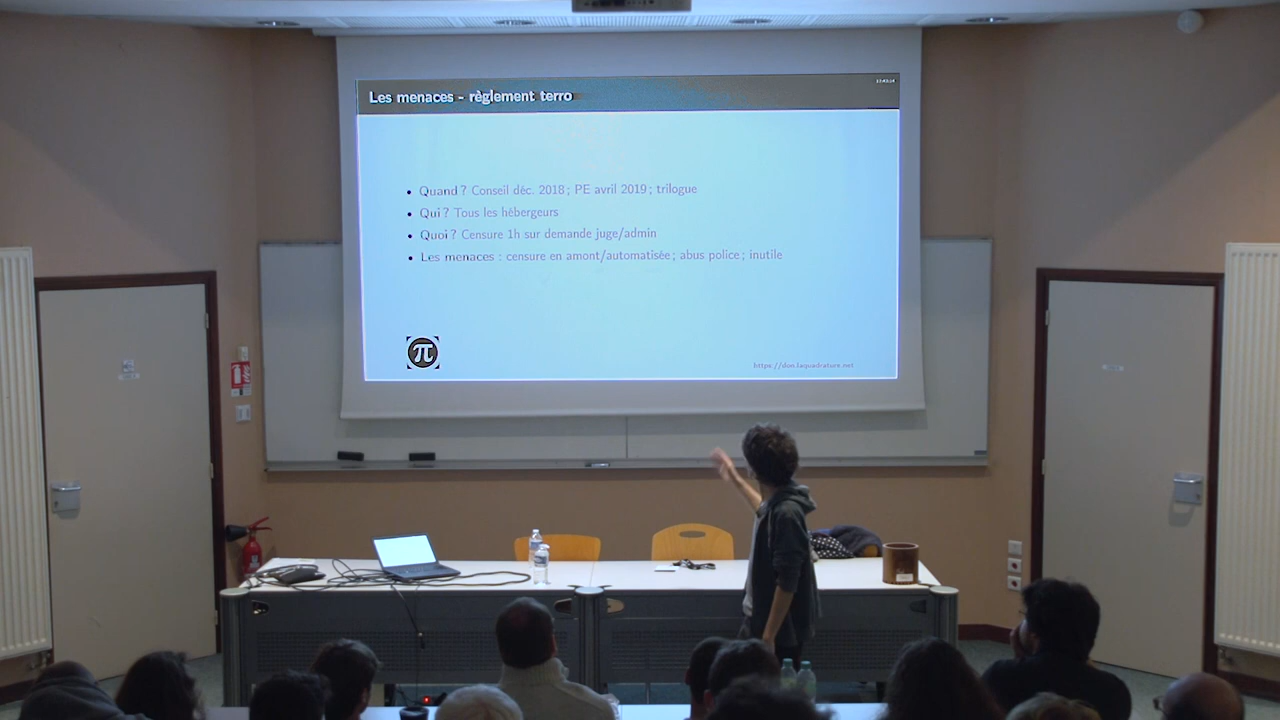 Les menaces - règlement terro
• Quand ? Conseil déc. 2018 ; PE avril 2019 ; trilogue
• Qui ? Tous les hébergeurs
• Quoi ? Censure 1h sur demande juge/admin
• Les menaces : censure en amont/automatisée ; abus police ; inutile
π
https://don.laquadrature.net